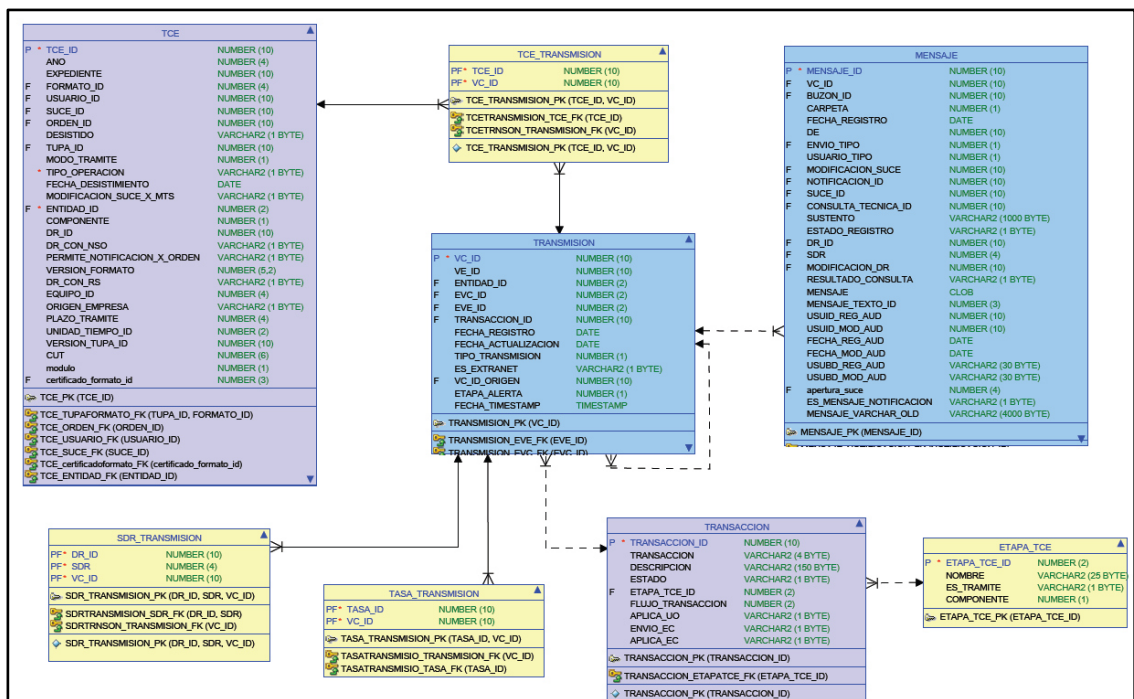 TCE
P * TCE_ID NUMBER (10)
ANO NUMBER (4)
EXPEDIENTE NUMBER (10)
F FORMATO_ID NUMBER (4)
F USUARIO_ID NUMBER (10)
F SUCE_ID NUMBER (10)
F ORDEN_ID NUMBER (10)
DESISTIDO VARCHAR2 (1 BYTE)
F TUPA_ID NUMBER (10)
MODO_TRAMITE NUMBER (1)
* TIPO_OPERACION VARCHAR2 (1 BYTE)
FECHA_DESISTIMIENTO DATE
MODIFICACION_SUCE_X_MTS VARCHAR2 (1 BYTE)
F * ENTIDAD_ID NUMBER (2)
COMPONENTE NUMBER (1)
DR_ID NUMBER (10)
DR_CON_NSO VARCHAR2 (1 BYTE)
PERMITE_NOTIFICACION_X_ORDEN VARCHAR2 (1 BYTE)
VERSION_FORMATO NUMBER (5,2)
DR_CON_RS VARCHAR2 (1 BYTE)
EQUIPO_ID NUMBER (4)
ORIGEN_EMPRESA VARCHAR2 (1 BYTE)
PLAZO_TRAMITE NUMBER (4)
UNIDAD_TIEMPO_ID NUMBER (2)
VERSION_TUPA_ID NUMBER (10)
CUT NUMBER (6)
modulo NUMBER (1)
F certificado_formato_id NUMBER (3)
TCE_PK (TCE_ID)
TCE_TUPAFORMATO_FK (TUPA_ID, FORMATO_ID)
TCE_ORDEN_FK (ORDEN_ID)
TCE_USUARIO_FK (USUARIO_ID)
TCE_SUCE_FK (SUCE_ID)
TCE_certificadoformato_FK (certificado_formato_id)
TCE_ENTIDAD_FK (ENTIDAD_ID)
TCE_TRANSMISION
PF* TCE_ID NUMBER (10)
PF* VC_ID NUMBER (10)
TCE_TRANSMISION_PK (TCE_ID, VC_ID)
TCETRANSMISION_TCE_FK (TCE_ID)
TCETRNSON_TRANSMISION_FK (VC_ID)
TCE_TRANSMISION_PK (TCE_ID, VC_ID)
MENSAJE
P * MENSAJE_ID NUMBER (10)
F VC_ID NUMBER (10)
F BUZON_ID NUMBER (10)
CARPETA NUMBER (1)
FECHA_REGISTRO DATE
DE NUMBER (10)
F ENVIO_TIPO NUMBER (1)
USUARIO_TIPO NUMBER (1)
F MODIFICACION_SUCE NUMBER (10)
F NOTIFICACION_ID NUMBER (10)
F SUCE_ID NUMBER (10)
F CONSULTA_TECNICA_ID NUMBER (10)
SUSTENTO VARCHAR2 (1000 BYTE)
ESTADO_REGISTRO VARCHAR2 (1 BYTE)
F DR_ID NUMBER (10)
F SDR NUMBER (4)
F MODIFICACION_DR NUMBER (10)
RESULTADO_CONSULTA VARCHAR2 (1 BYTE)
MENSAJE CLOB
MENSAJE_TEXTO_ID NUMBER (3)
USUID_REG_AUD NUMBER (10)
USUID_MOD_AUD NUMBER (10)
FECHA_REG_AUD DATE
FECHA_MOD_AUD DATE
USUBD_REG_AUD VARCHAR2 (30 BYTE)
USUBD_MOD_AUD VARCHAR2 (30 BYTE)
F apertura_suce NUMBER (4)
ES_MENSAJE_NOTIFICACION VARCHAR2 (1 BYTE)
MENSAJE_VARCHAR_OLD VARCHAR2 (4000 BYTE)
MENSAJE_PK (MENSAJE_ID)
TRANSMISION
P * VC_ID NUMBER (10)
VE_ID NUMBER (10)
F ENTIDAD_ID NUMBER (2)
F EVC_ID NUMBER (2)
F EVE_ID NUMBER (2)
F TRANSACCION_ID NUMBER (10)
FECHA_REGISTRO DATE
FECHA_ACTUALIZACION DATE
TIPO_TRANSMISION NUMBER (1)
ES_EXTRANET VARCHAR2 (1 BYTE)
F VC_ID_ORIGEN NUMBER (10)
ETAPA_ALERTA NUMBER (1)
FECHA_TIMESTAMP TIMESTAMP
TRANSMISION_PK (VC_ID)
TRANSMISION_EVE_FK (EVE_ID)
TRANSMISION_EVC_FK (EVC_ID)
SDR_TRANSMISION
PF* DR_ID NUMBER (10)
PF* SDR NUMBER (4)
PF* VC_ID NUMBER (10)
SDR_TRANSMISION_PK (DR_ID, SDR, VC_ID)
SDRTRANSMISION_SDR_FK (DR_ID, SDR)
SDRTRNSON_TRANSMISION_FK (VC_ID)
SDR_TRANSMISION_PK (DR_ID, SDR, VC_ID)
TASA_TRANSMISION
PF* TASA_ID NUMBER (10)
PF* VC_ID NUMBER (10)
TASA_TRANSMISION_PK (TASA_ID, VC_ID)
TASATRANSMISIO_TRANSMISION_FK (VC_ID)
TASATRANSMISIO_TASA_FK (TASA_ID)
TRANSACCION
P * TRANSACCION_ID NUMBER (10)
TRANSACCION VARCHAR2 (4 BYTE)
DESCRIPCION VARCHAR2 (150 BYTE)
ESTADO VARCHAR2 (1 BYTE)
F ETAPA_TCE_ID NUMBER (2)
FLUJO_TRANSACCION NUMBER (2)
APLICA_UO VARCHAR2 (1 BYTE)
ENVIO_EC VARCHAR2 (1 BYTE)
APLICA_EC VARCHAR2 (1 BYTE)
TRANSACCION_PK (TRANSACCION_ID)
TRANSACCION_ETAPATCE_FK (ETAPA_TCE_ID)
TRANSACCION_PK (TRANSACCION_ID)
ETAPA_TCE
P * ETAPA_TCE_ID NUMBER (2)
NOMBRE VARCHAR2 (25 BYTE)
ES_TRAMITE VARCHAR2 (1 BYTE)
COMPONENTE NUMBER (1)
ETAPA_TCE_PK (ETAPA_TCE_ID)